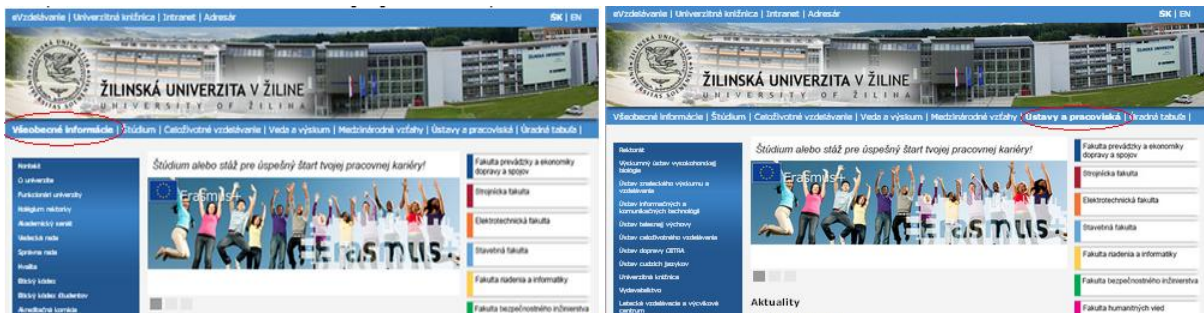 eVzdelávanie | Univerzitná knižnica | Intranet | Adresár
SK | EN
ŽILINSKÁ UNIVERZITA V ŽILINE
UNIVERSITY OF ŽILINA
Všeobecné informácie | Štúdium | Celoživotné vzdelávanie | Veda a výskum | Medzinárodné vzťahy | Ústavy a pracoviská | Úradná tabuľa |
Kontakt
O univerzite
Funkcionári univerzity
Kolégium rektorky
Akademický senát
Vedecká rada
Správna rada
Kvalita
Etický kódex
Etický kódex študentov
Akreditačná komisia
Štúdium alebo stáž pre úspešný štart tvojej pracovnej kariéry!
Erasmus+
Erasmus+
Fakulta prevádzky a ekonomiky
dopravy a spojov
Strojnícka fakulta
Elektrotechnická fakulta
Stavebná fakulta
Fakulta riadenia a informatiky
Fakulta bezpečnostného inžinierstva
eVzdelávanie | Univerzitná knižnica | Intranet | Adresár
SK | EN
ŽILINSKÁ UNIVERZITA V ŽILINE
UNIVERSITY OF ŽILINA
Všeobecné informácie | Štúdium | Celoživotné vzdelávanie | Veda a výskum | Medzinárodné vzťahy | Ústavy a pracoviská | Úradná tabuľa |
Rektorát
Výskumný ústav vysokohorskej
biológie
Ústav znaleckého výskumu a
vzdelávania
Ústav informačných a
komunikačných technológií
Ústav telesnej výchovy
Ústav celoživotného vzdelávania
Ústav dopravy CETRA
Ústav cudzích jazykov
Univerzitná knižnica
Vydavateľstvo
Letecké vzdelávacie a výcvikové
centrum
Štúdium alebo stáž pre úspešný štart tvojej pracovnej kariéry!
Erasmus+
Erasmus+
Aktuality
Fakulta prevádzky a ekonomiky
dopravy a spojov
Strojnícka fakulta
Elektrotechnická fakulta
Stavebná fakulta
Fakulta riadenia a informatiky
Fakulta bezpečnostného inžinierstva
Fakulta humanitných vied